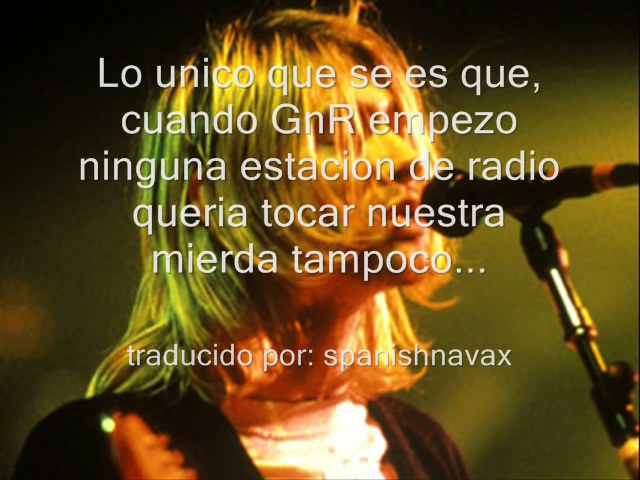 Lo unico que se es que,
cuando GnR empezo
ninguna estacion de radio
queria tocar nuestra
mierda tampoco...
traducido por: spanishnavax